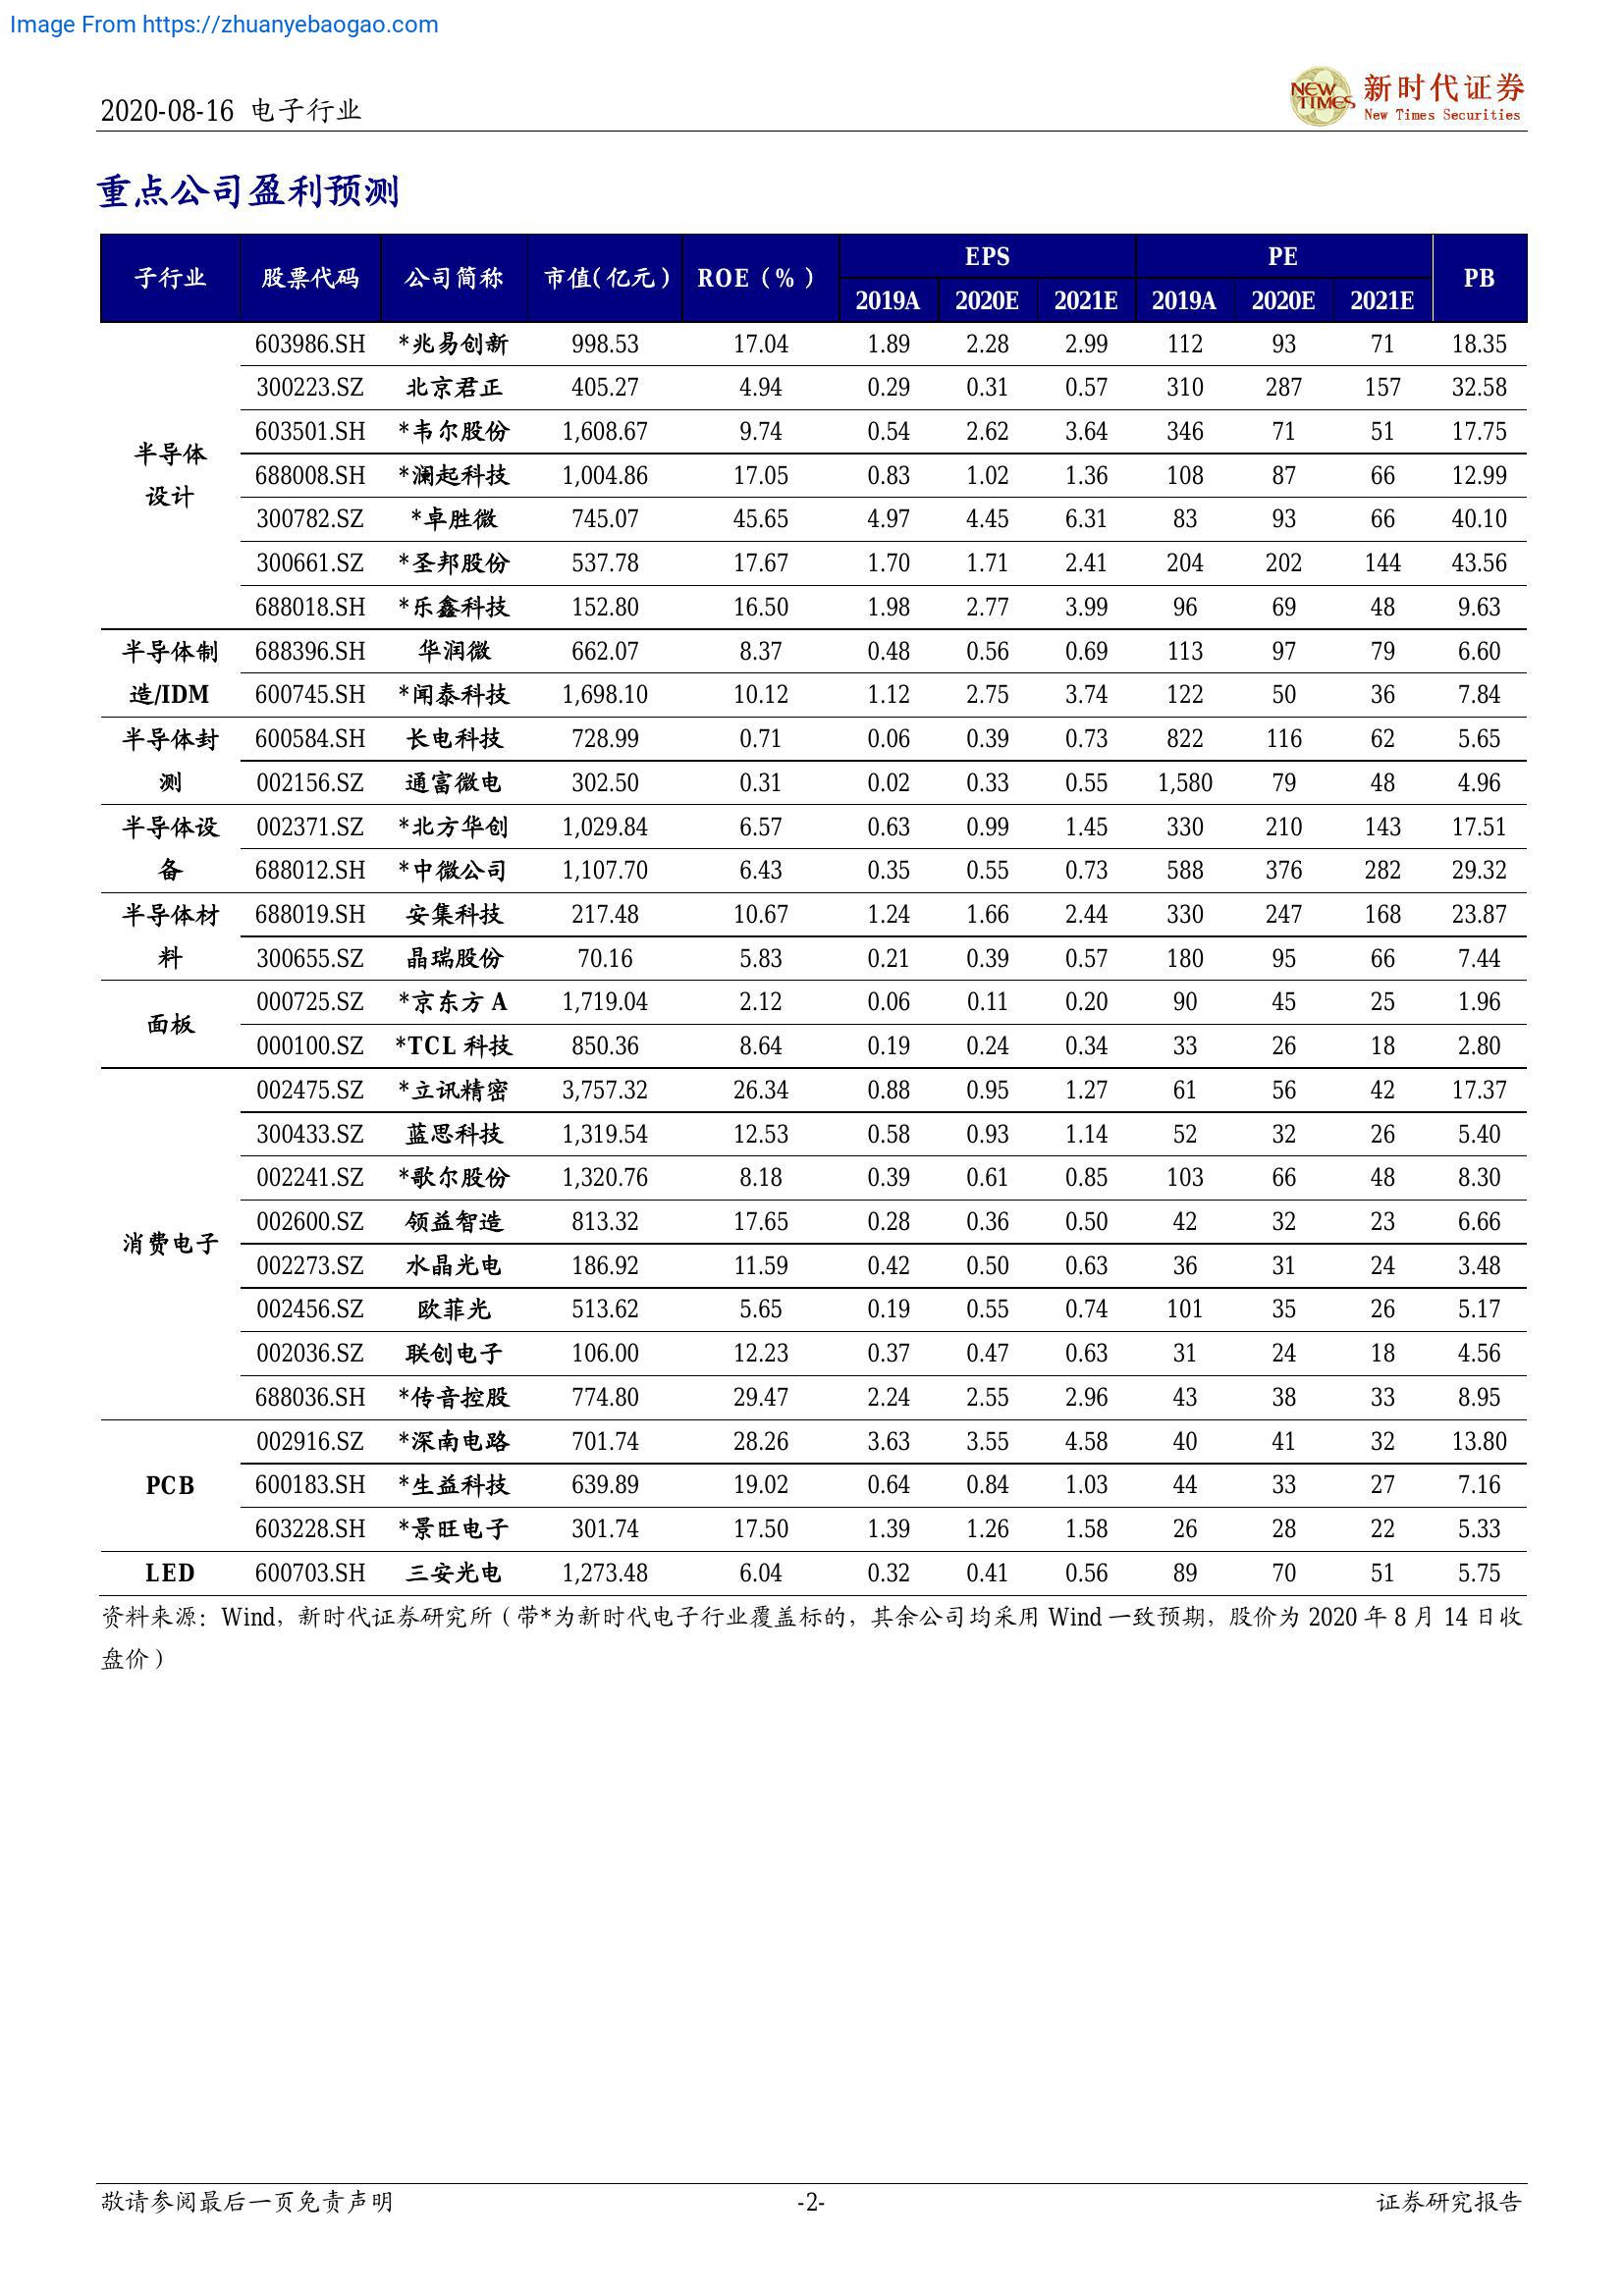 Image From https://zhuanyebaogao.com
2020-08-16 电子行业
NEW TIMES 新时代证券
New Times Securities
重点公司盈利预测
子行业 股票代码 公司简称 市值(亿元) ROE(%) EPS PE PB
2019A 2020E 2021E 2019A 2020E 2021E
半导体设计 603986.SH *兆易创新 998.53 17.04 1.89 2.28 2.99 112 93 71 18.35
300223.SZ 北京君正 405.27 4.94 0.29 0.31 0.57 310 287 157 32.58
603501.SH *韦尔股份 1,608.67 9.74 0.54 2.62 3.64 346 71 51 17.75
688008.SH *澜起科技 1,004.86 17.05 0.83 1.02 1.36 108 87 66 12.99
300782.SZ *卓胜微 745.07 45.65 4.97 4.45 6.31 83 93 66 40.10
300661.SZ *圣邦股份 537.78 17.67 1.70 1.71 2.41 204 202 144 43.56
688018.SH *乐鑫科技 152.80 16.50 1.98 2.77 3.99 96 69 48 9.63
半导体制造/IDM 688396.SH 华润微 662.07 8.37 0.48 0.56 0.69 113 97 79 6.60
600745.SH *闻泰科技 1,698.10 10.12 1.12 2.75 3.74 122 50 36 7.84
半导体封测 600584.SH 长电科技 728.99 0.71 0.06 0.39 0.73 822 116 62 5.65
002156.SZ 通富微电 302.50 0.31 0.02 0.33 0.55 1,580 79 48 4.96
半导体设备 002371.SZ *北方华创 1,029.84 6.57 0.63 0.99 1.45 330 210 143 17.51
688012.SH *中微公司 1,107.70 6.43 0.35 0.55 0.73 588 376 282 29.32
半导体材料 688019.SH 安集科技 217.48 10.67 1.24 1.66 2.44 330 247 168 23.87
300655.SZ 晶瑞股份 70.16 5.83 0.21 0.39 0.57 180 95 66 7.44
面板 000725.SZ *京东方 A 1,719.04 2.12 0.06 0.11 0.20 90 45 25 1.96
000100.SZ *TCL 科技 850.36 8.64 0.19 0.24 0.34 33 26 18 2.80
消费电子 002475.SZ *立讯精密 3,757.32 26.34 0.88 0.95 1.27 61 56 42 17.37
300433.SZ 蓝思科技 1,319.54 12.53 0.58 0.93 1.14 52 32 26 5.40
002241.SZ *歌尔股份 1,320.76 8.18 0.39 0.61 0.85 103 66 48 8.30
002600.SZ 领益智造 813.32 17.65 0.28 0.36 0.50 42 32 23 6.66
002273.SZ 水晶光电 186.92 11.59 0.42 0.50 0.63 36 31 24 3.48
002456.SZ 欧菲光 513.62 5.65 0.19 0.55 0.74 101 35 26 5.17
002036.SZ 联创电子 106.00 12.23 0.37 0.47 0.63 31 24 18 4.56
688036.SH *传音控股 774.80 29.47 2.24 2.55 2.96 43 38 33 8.95
PCB 002916.SZ *深南电路 701.74 28.26 3.63 3.55 4.58 40 41 32 13.80
600183.SH *生益科技 639.89 19.02 0.64 0.84 1.03 44 33 27 7.16
603228.SH *景旺电子 301.74 17.50 1.39 1.26 1.58 26 28 22 5.33
LED 600703.SH 三安光电 1,273.48 6.04 0.32 0.41 0.56 89 70 51 5.75
资料来源：Wind，新时代证券研究所（带*为新时代电子行业覆盖标的，其余公司均采用 Wind 一致预期，股价为 2020 年 8 月 14 日收
盘价）
敬请参阅最后一页免责声明 -2- 证券研究报告